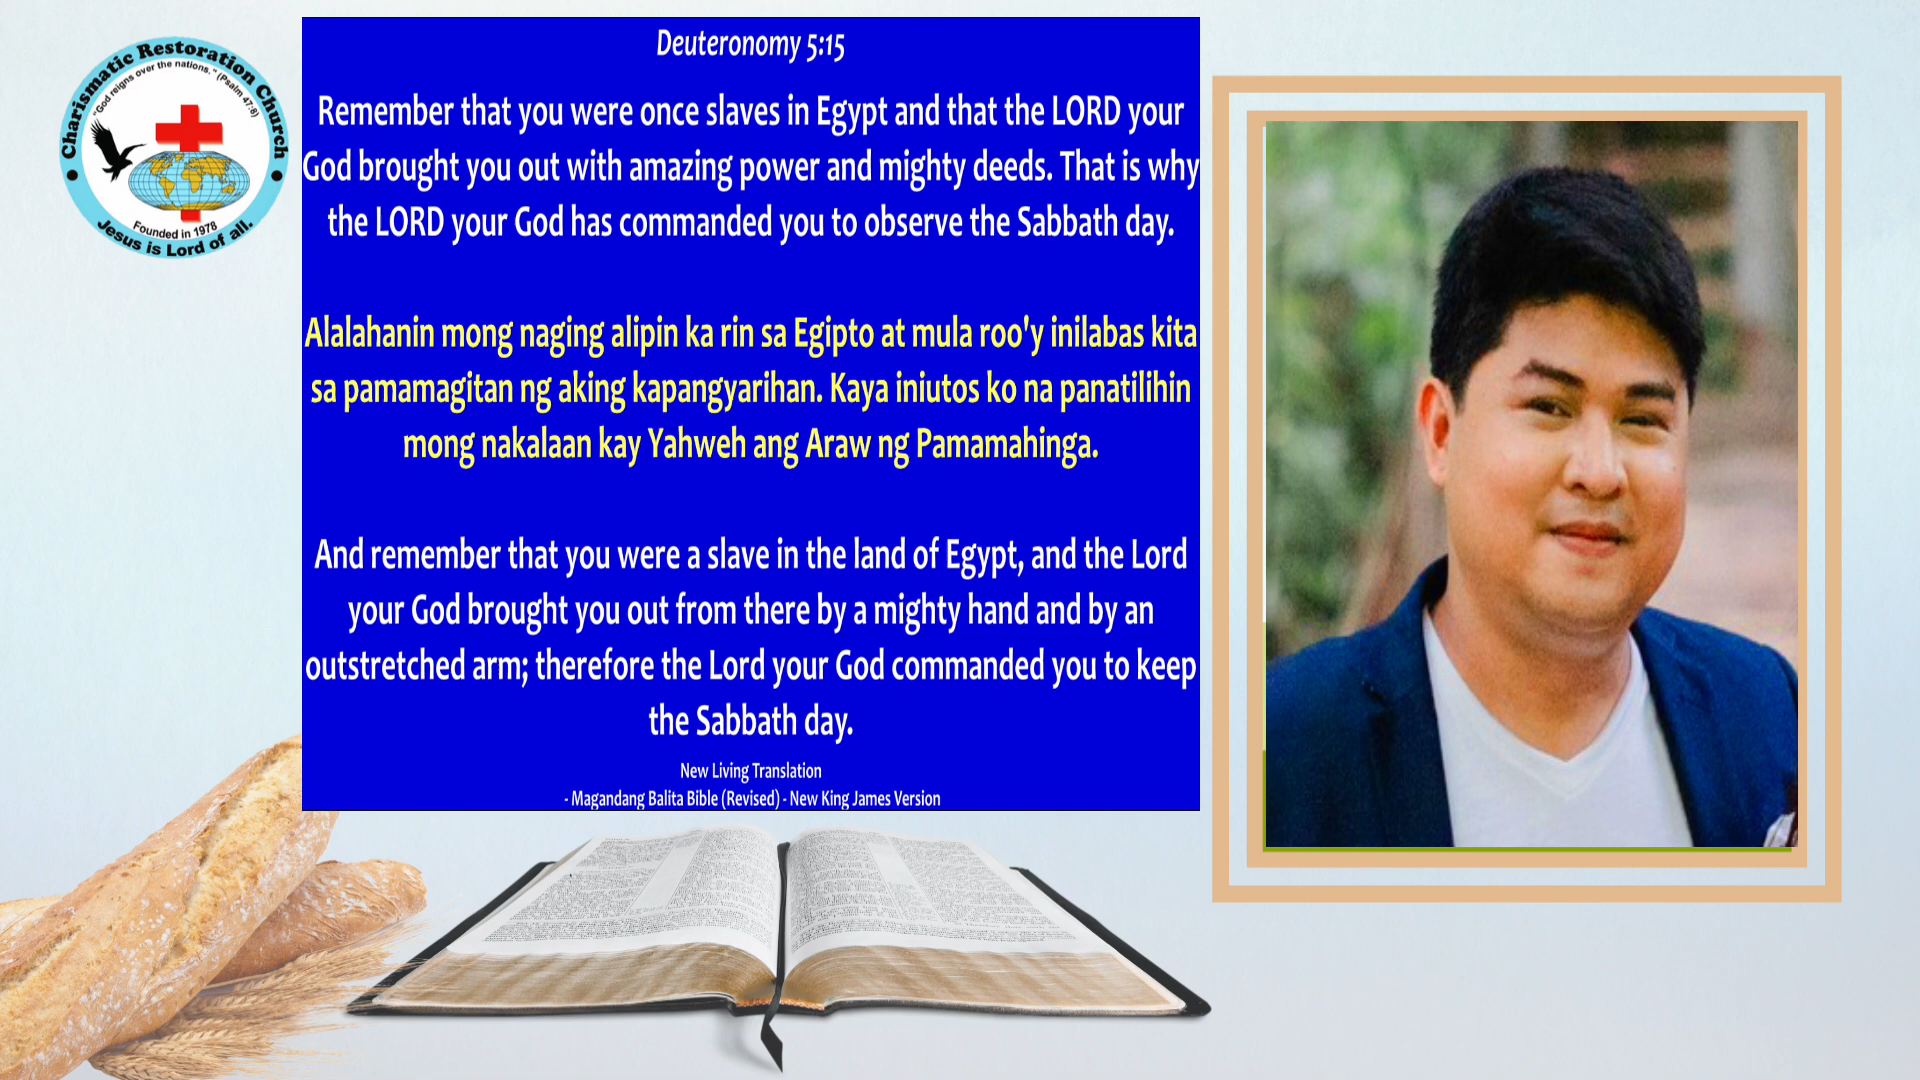 Charismatic Restoration Church
"God reigns over the nations." (Psalm 47:8)
Founded in 1978
Jesus is Lord of all.
Deuteronomy 5:15
Remember that you were once slaves in Egypt and that the LORD your
God brought you out with amazing power and mighty deeds. That is why
the LORD your God has commanded you to observe the Sabbath day.
Alalahanin mong naging alipin ka rin sa Egipto at mula roo'y inilabas kita
sa pamamagitan ng aking kapangyarihan. Kaya iniutos ko na panatilihin
mong nakalaan kay Yahweh ang Araw ng Pamamahinga.
And remember that you were a slave in the land of Egypt, and the Lord
your God brought you out from there by a mighty hand and by an
outstretched arm; therefore the Lord your God commanded you to keep
the Sabbath day.
New Living Translation
- Magandang Balita Bible (Revised) - New King James Version